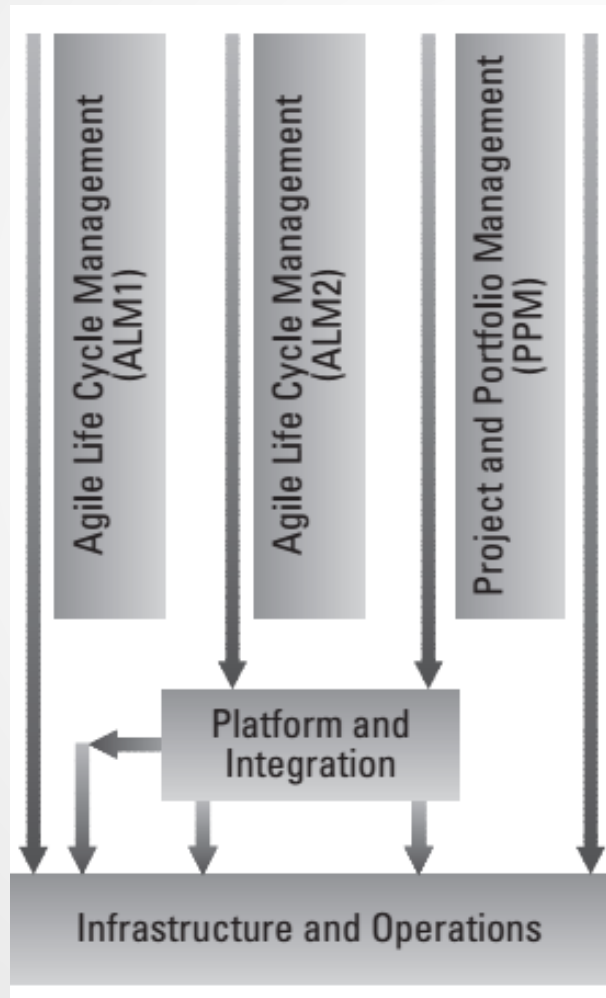 Agile Life Cycle Management
(ALM1)
Agile Life Cycle Management
(ALM2)
Project and Portfolio Management
(PPM)
Platform and
Integration
Infrastructure and Operations